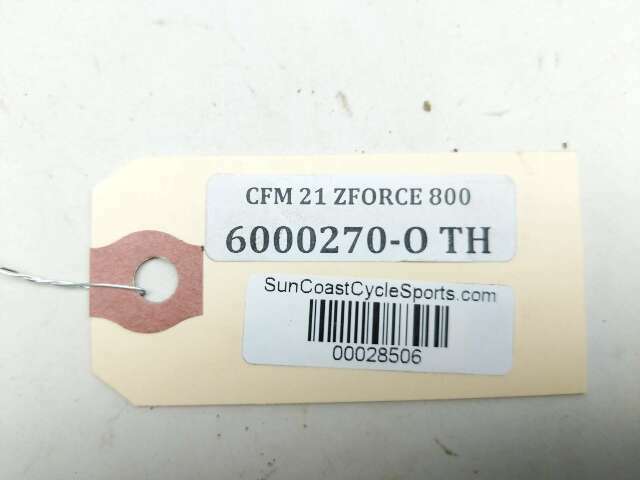 CFM 21 ZFORCE 800
6000270-O TH
SunCoastCycleSports.com
00028506